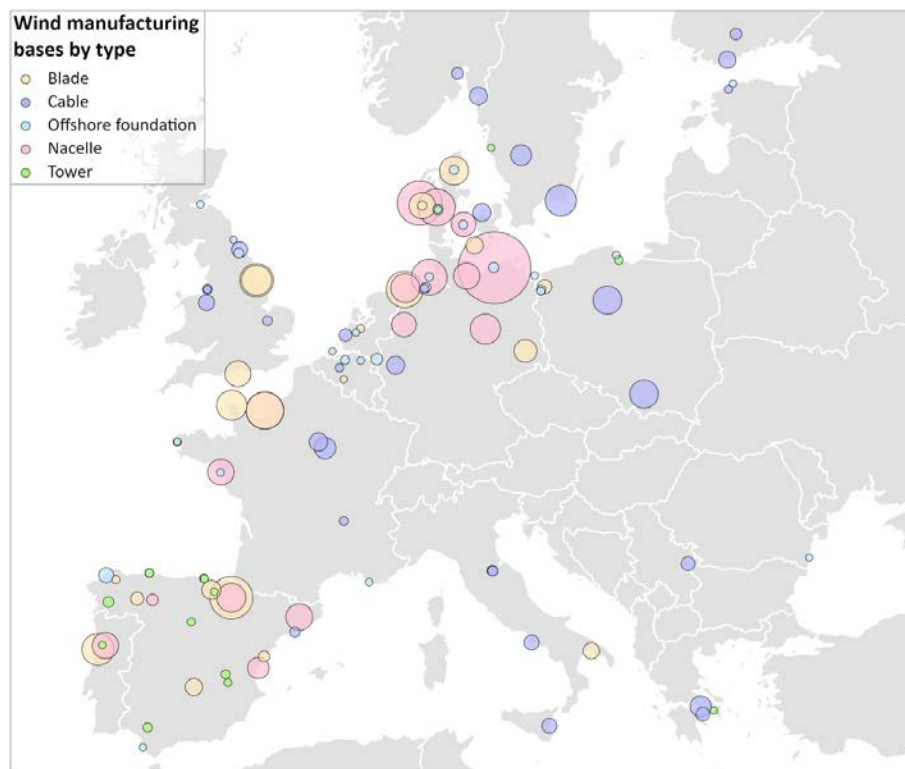 Wind manufacturing
bases by type
Blade
Cable
Offshore foundation
Nacelle
Tower